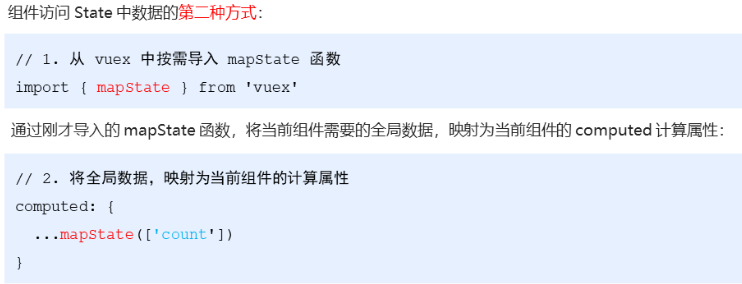 组件访问 State 中数据的第二种方式：
// 1. 从 vuex 中按需导入 mapState 函数
import { mapState } from 'vuex'
通过刚才导入的 mapState 函数，将当前组件需要的全局数据，映射为当前组件的 computed 计算属性：
// 2. 将全局数据，映射为当前组件的计算属性
computed: {
  ...mapState(['count'])
}